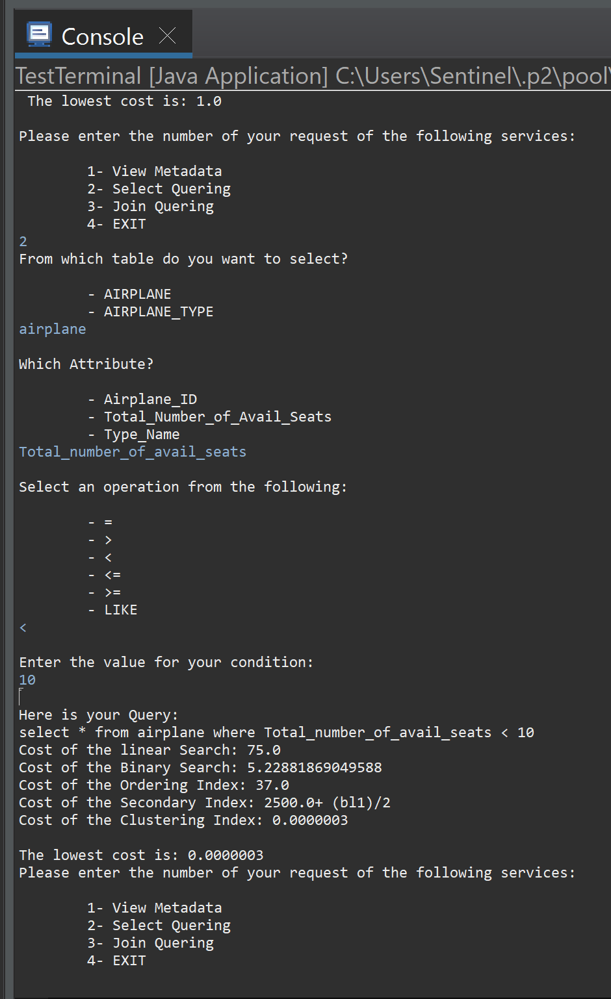 Console
TestTerminal [Java Application] C:\Users\Sentinel\.p2\pool\
The lowest cost is: 1.0
Please enter the number of your request of the following services:
1- View Metadata
2- Select Quering
3- Join Quering
4- EXIT
2
From which table do you want to select?
- AIRPLANE
- AIRPLANE_TYPE
airplane
Which Attribute?
- Airplane_ID
- Total_Number_of_Avail_Seats
- Type_Name
Total_number_of_avail_seats
Select an operation from the following:
- =
- >
- <
- <=
- >=
- LIKE
<
Enter the value for your condition:
10
Here is your Query:
select * from airplane where Total_number_of_avail_seats < 10
Cost of the linear Search: 75.0
Cost of the Binary Search: 5.22881869049588
Cost of the Ordering Index: 37.0
Cost of the Secondary Index: 2500.0+ (bl1)/2
Cost of the Clustering Index: 0.0000003
The lowest cost is: 0.0000003
Please enter the number of your request of the following services:
1- View Metadata
2- Select Quering
3- Join Quering
4- EXIT